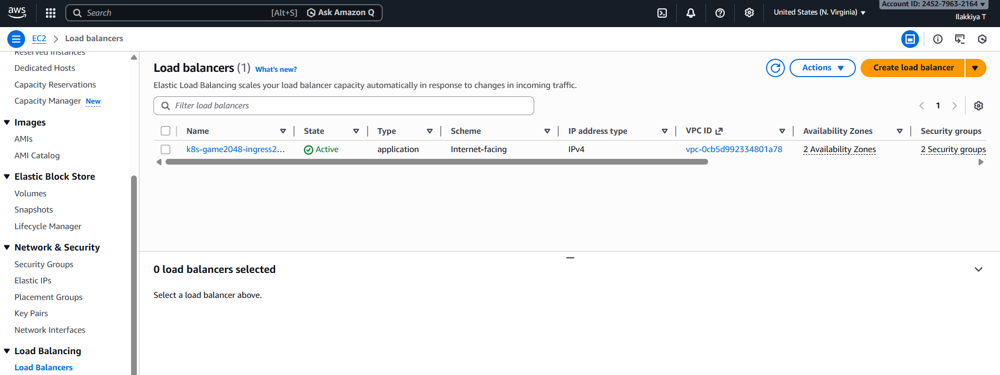 aws
Search [Alt+S] Ask Amazon Q
United States (N. Virginia)
Account ID: 2452-7963-2164
Ilakkiya T
EC2 Load balancers
Reserved Instances
Dedicated Hosts
Capacity Reservations
Capacity Manager New
Images
AMIs
AMI Catalog
Elastic Block Store
Volumes
Snapshots
Lifecycle Manager
Network & Security
Security Groups
Elastic IPs
Placement Groups
Key Pairs
Network Interfaces
Load Balancing
Load Balancers
Load balancers (1) What's new?
Actions
Create load balancer
Elastic Load Balancing scales your load balancer capacity automatically in response to changes in incoming traffic.
Filter load balancers
1
Name State Type Scheme IP address type VPC ID Availability Zones Security groups
k8s-game2048-ingress2... Active application Internet-facing IPv4 vpc-0cb5d992334801a78 2 Availability Zones 2 Security groups
0 load balancers selected
Select a load balancer above.